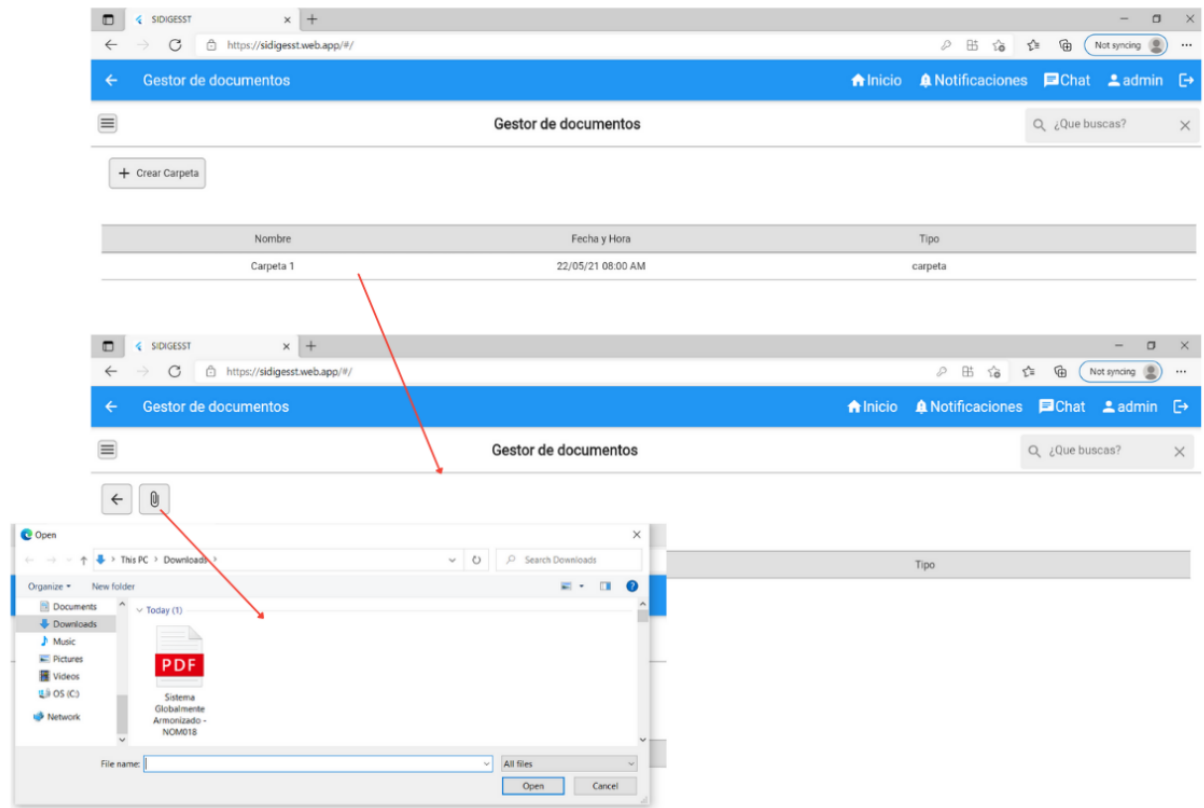 SIDIGESST
https://sidigesst.web.app/#/
Not syncing
Gestor de documentos
Inicio Notificaciones Chat admin
Gestor de documentos
¿Que buscas?
+ Crear Carpeta
Nombre Fecha y Hora Tipo
Carpeta 1 22/05/21 08:00 AM carpeta
SIDIGESST
https://sidigesst.web.app/#/
Not syncing
Gestor de documentos
Inicio Notificaciones Chat admin
Gestor de documentos
¿Que buscas?
Open
This PC > Downloads >
Search Downloads
Tipo
Organize New folder
Documents
Downloads
Music
Pictures
Videos
OS (C:)
Network
Today (1)
PDF
Sistema
Globalmente
Armonizado -
NOM018
File name: All files
Open Cancel